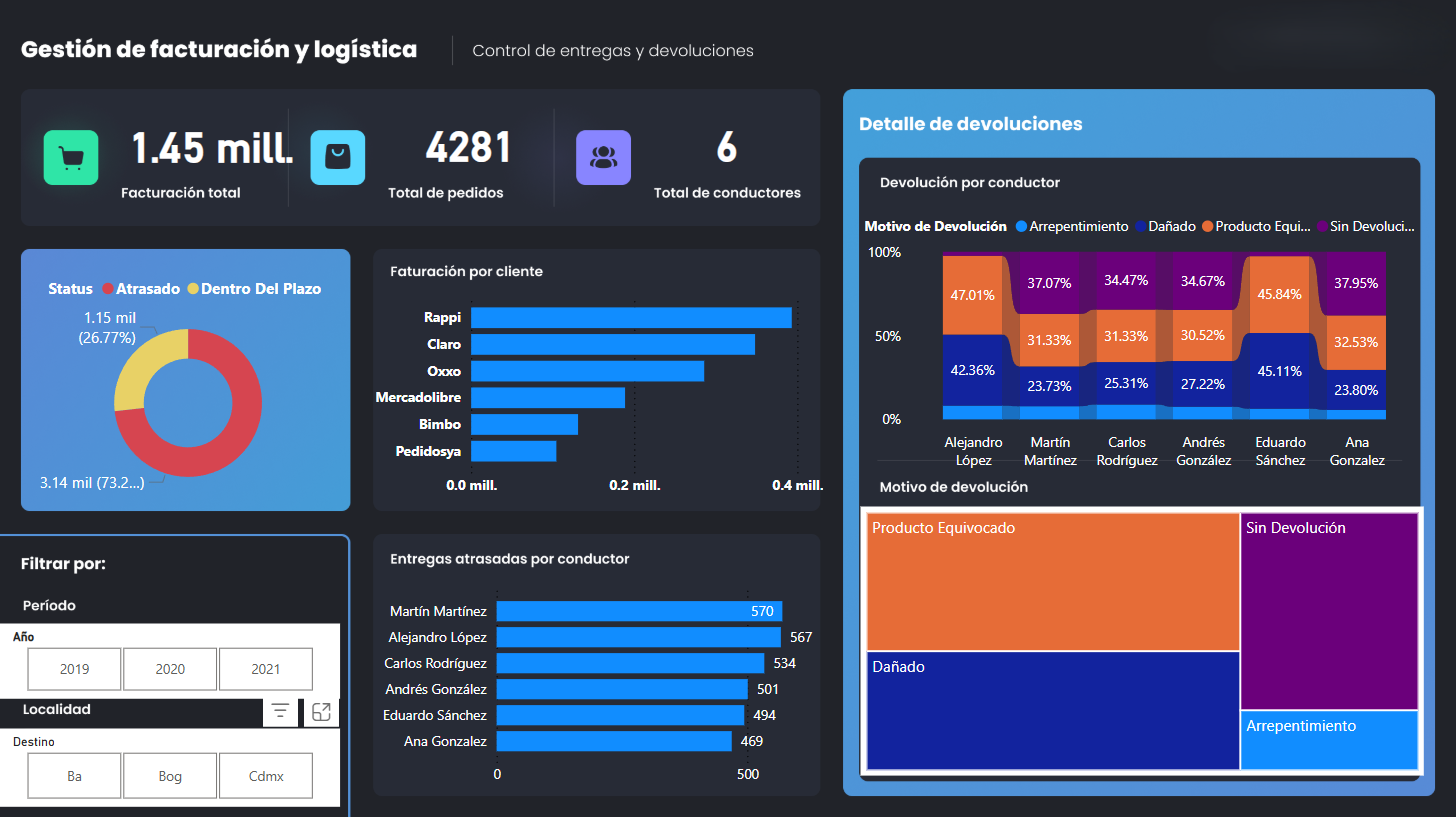 Gestión de facturación y logística
Control de entregas y devoluciones
1.45 mill.
Facturación total
4281
Total de pedidos
6
Total de conductores
Status Atrasado Dentro Del Plazo
1.15 mil
(26.77%)
3.14 mil (73.2...)
Faturación por cliente
Rappi
Claro
Oxxo
Mercadolibre
Bimbo
Pedidosya
0.0 mill. 0.2 mill. 0.4 mill.
Filtrar por:
Período
Año
2019 2020 2021
Localidad
Destino
Ba Bog Cdmx
Entregas atrasadas por conductor
Martín Martínez 570
Alejandro López 567
Carlos Rodríguez 534
Andrés González 501
Eduardo Sánchez 494
Ana Gonzalez 469
0 500
Detalle de devoluciones
Devolución por conductor
Motivo de Devolución Arrepentimiento Dañado Producto Equi... Sin Devoluci...
100%
50%
0%
47.01% 37.07% 34.47% 34.67% 45.84% 37.95%
42.36% 31.33% 31.33% 30.52% 45.11% 32.53%
23.73% 25.31% 27.22% 23.80%
Alejandro López
Martín Martínez
Carlos Rodríguez
Andrés González
Eduardo Sánchez
Ana Gonzalez
Motivo de devolución
Producto Equivocado
Sin Devolución
Dañado
Arrepentimiento